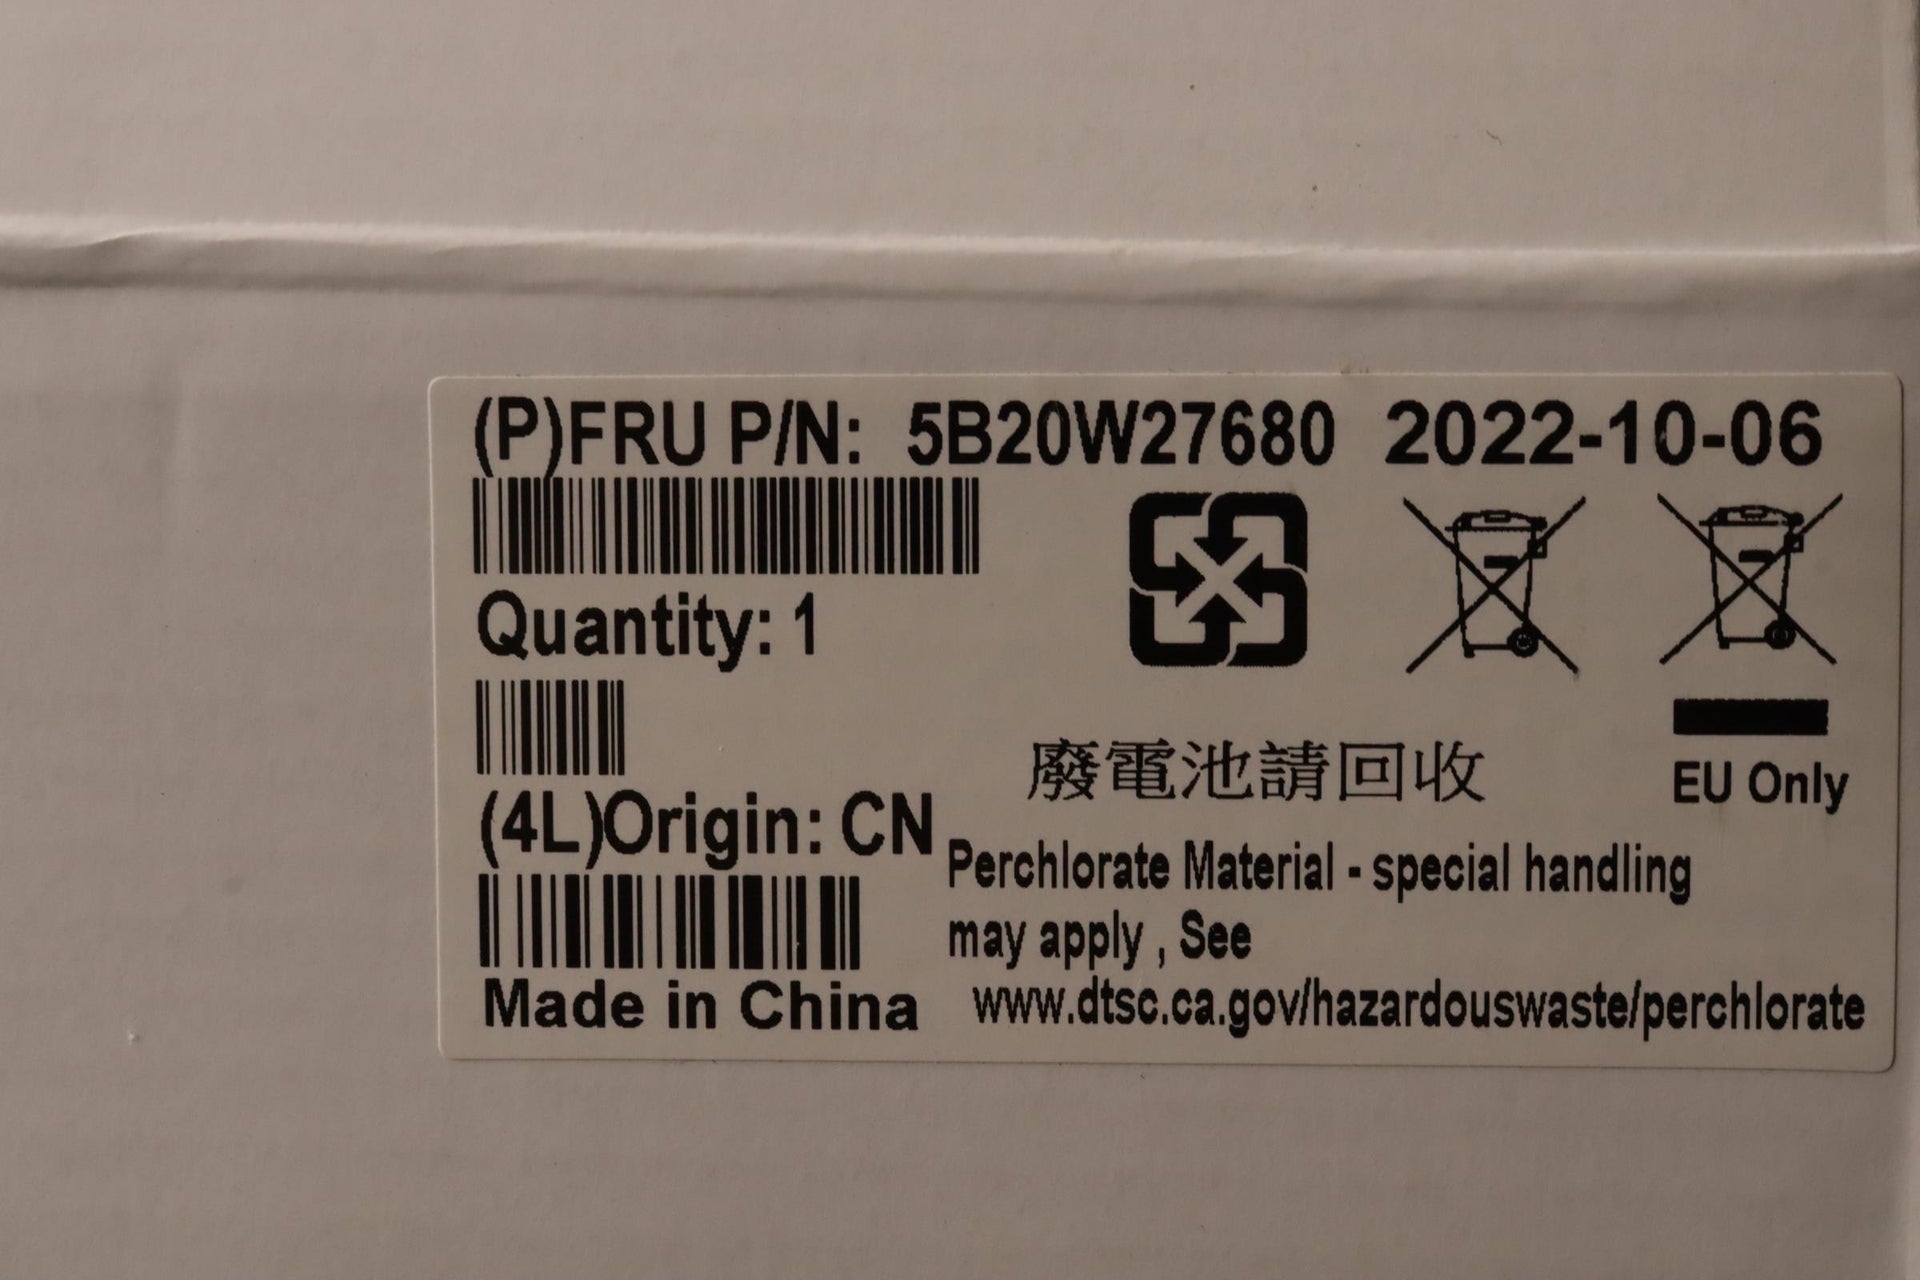 (P)FRU P/N: 5B20W27680 2022-10-06
Quantity: 1
(4L)Origin: CN
Made in China
廢電池請回收
EU Only
Perchlorate Material - special handling
may apply , See
www.dtsc.ca.gov/hazardouswaste/perchlorate